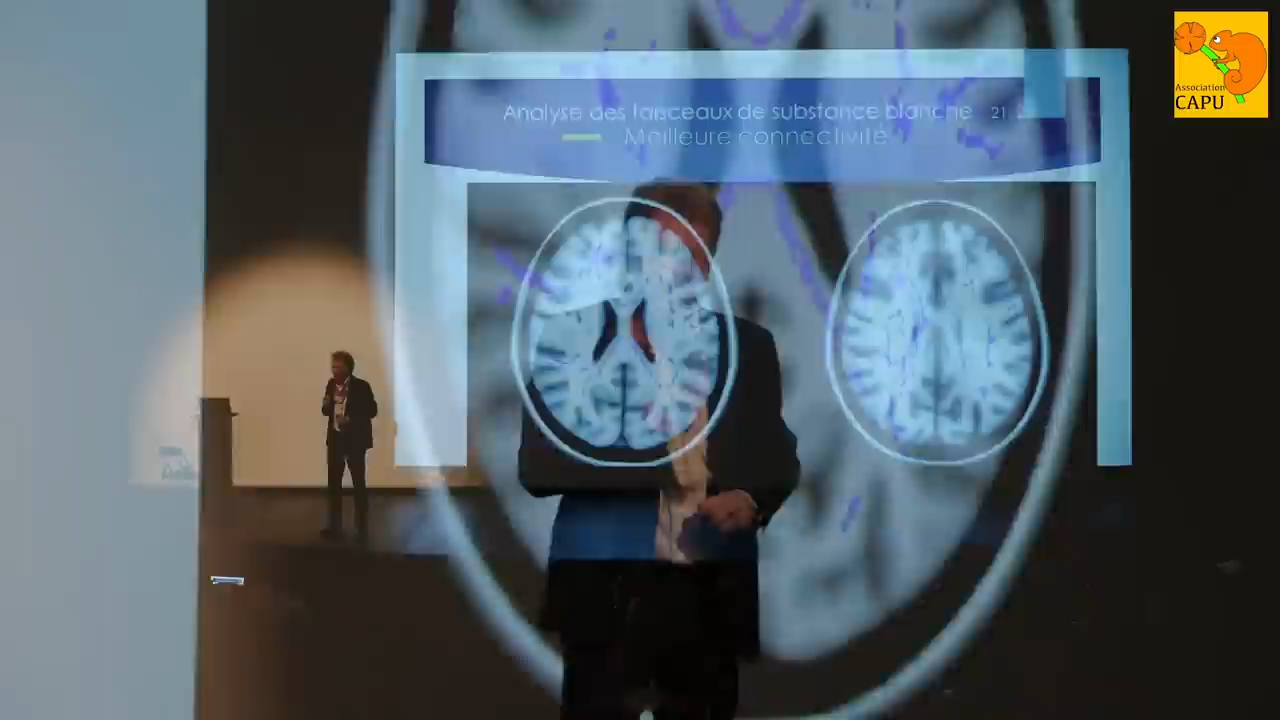 Analyse des faisceaux de substance blanche 21
Meilleure connectivité
Association
CAPU